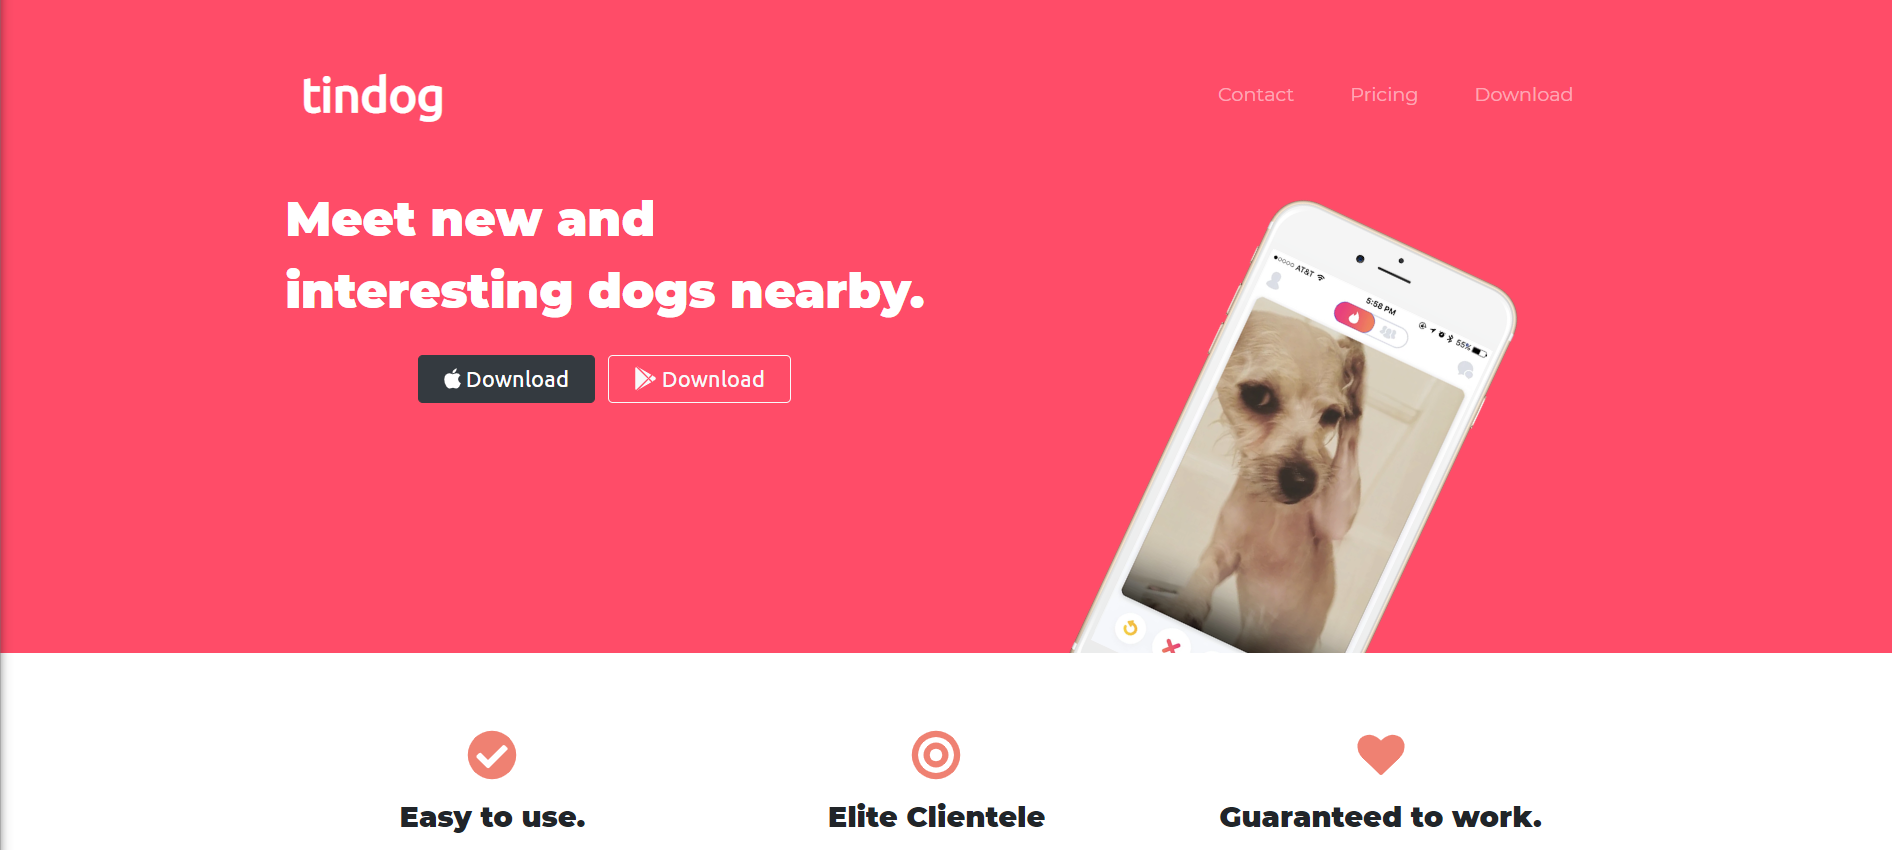 tindog
Contact Pricing Download
Meet new and
interesting dogs nearby.
Download Download
AT&T
5:58 PM
55%
Easy to use. Elite Clientele Guaranteed to work.